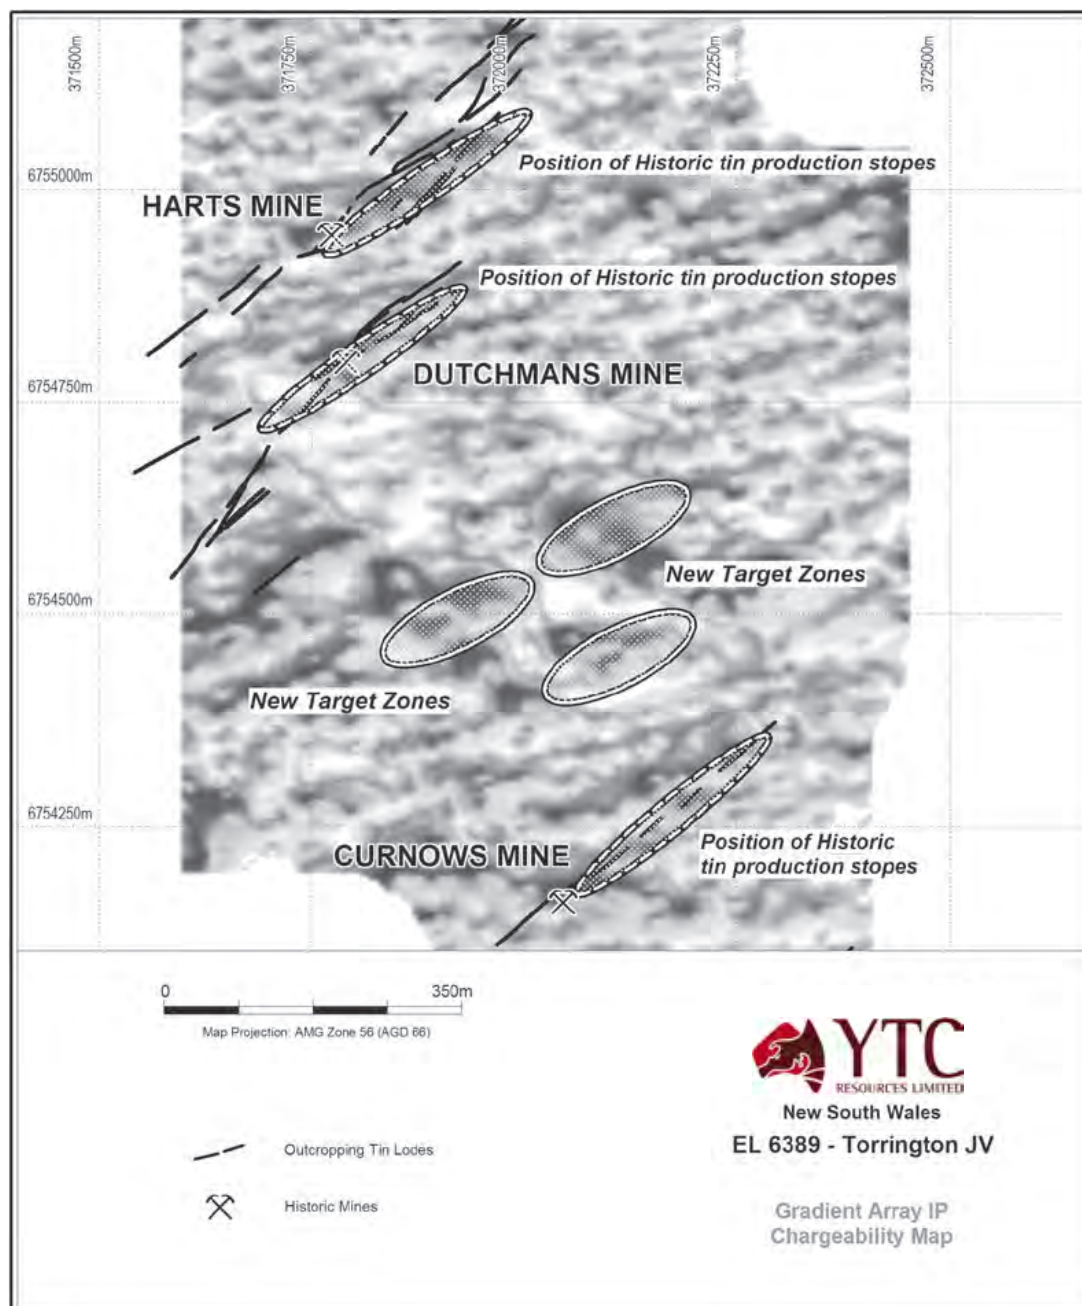 371500m
371750m
372000m
372250m
372500m
Position of Historic tin production stopes
6755000m
HARTS MINE
Position of Historic tin production stopes
DUTCHMANS MINE
6754750m
New Target Zones
6754500m
New Target Zones
6754250m
CURNOWS MINE
Position of Historic
tin production stopes
0 350m
Map Projection: AMG Zone 56 (AGD 66)
YTC
RESOURCES LIMITED
New South Wales
EL 6389 - Torrington JV
Outcropping Tin Lodes
Historic Mines
Gradient Array IP
Chargeability Map